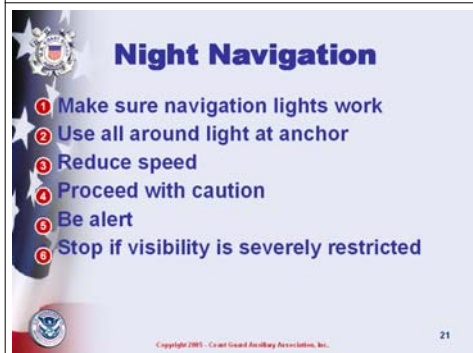 Night Navigation
1 Make sure navigation lights work
2 Use all around light at anchor
3 Reduce speed
4 Proceed with caution
5 Be alert
6 Stop if visibility is severely restricted
Copyright 2005 - Coast Guard Auxiliary Association, Inc.
21